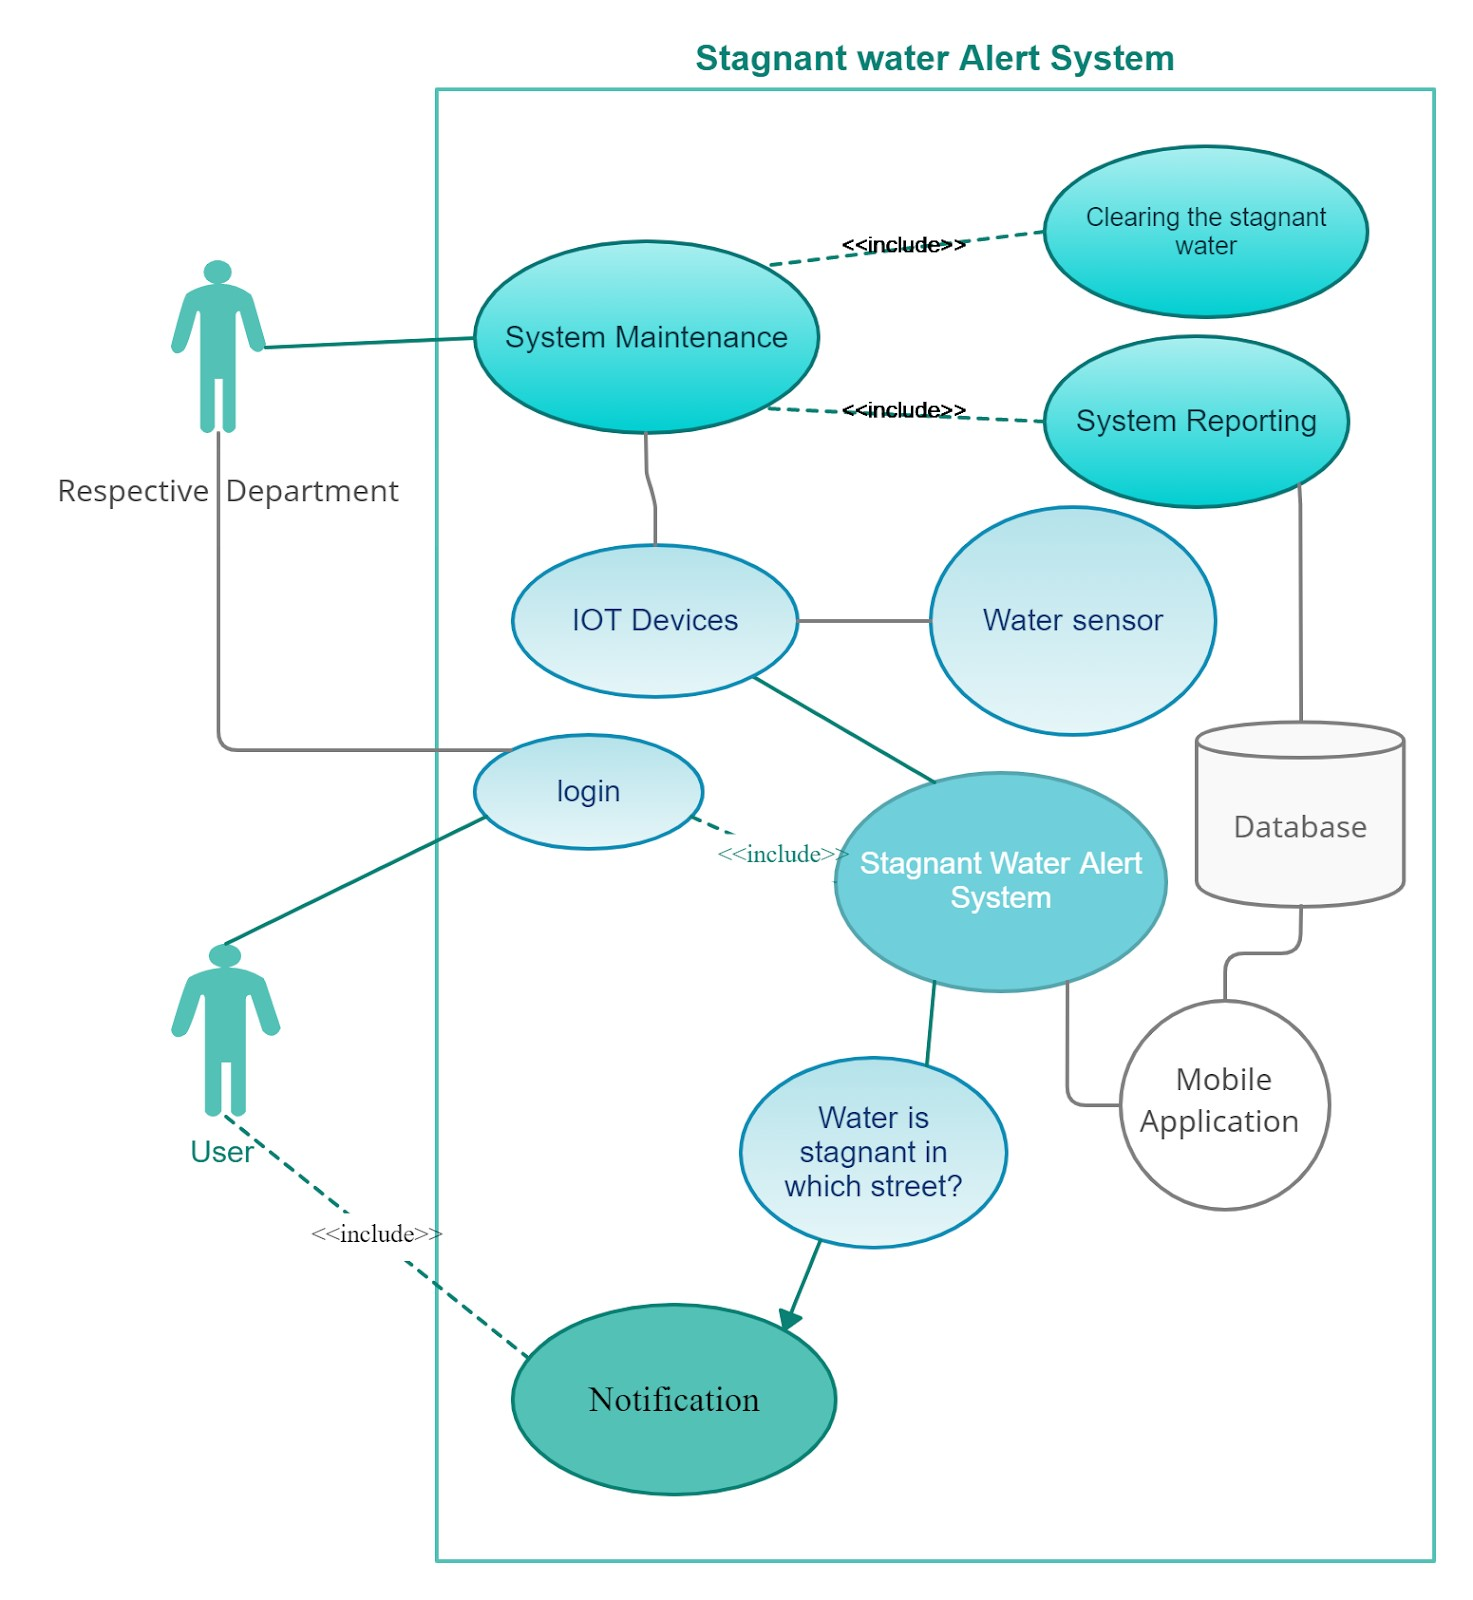 Stagnant water Alert System
Clearing the stagnant
water
<<include>>
System Maintenance
<<include>>
System Reporting
Respective Department
IOT Devices
Water sensor
login
<<include>>
Stagnant Water Alert
System
Database
Mobile
Application
Water is
stagnant in
which street?
User
<<include>>
Notification